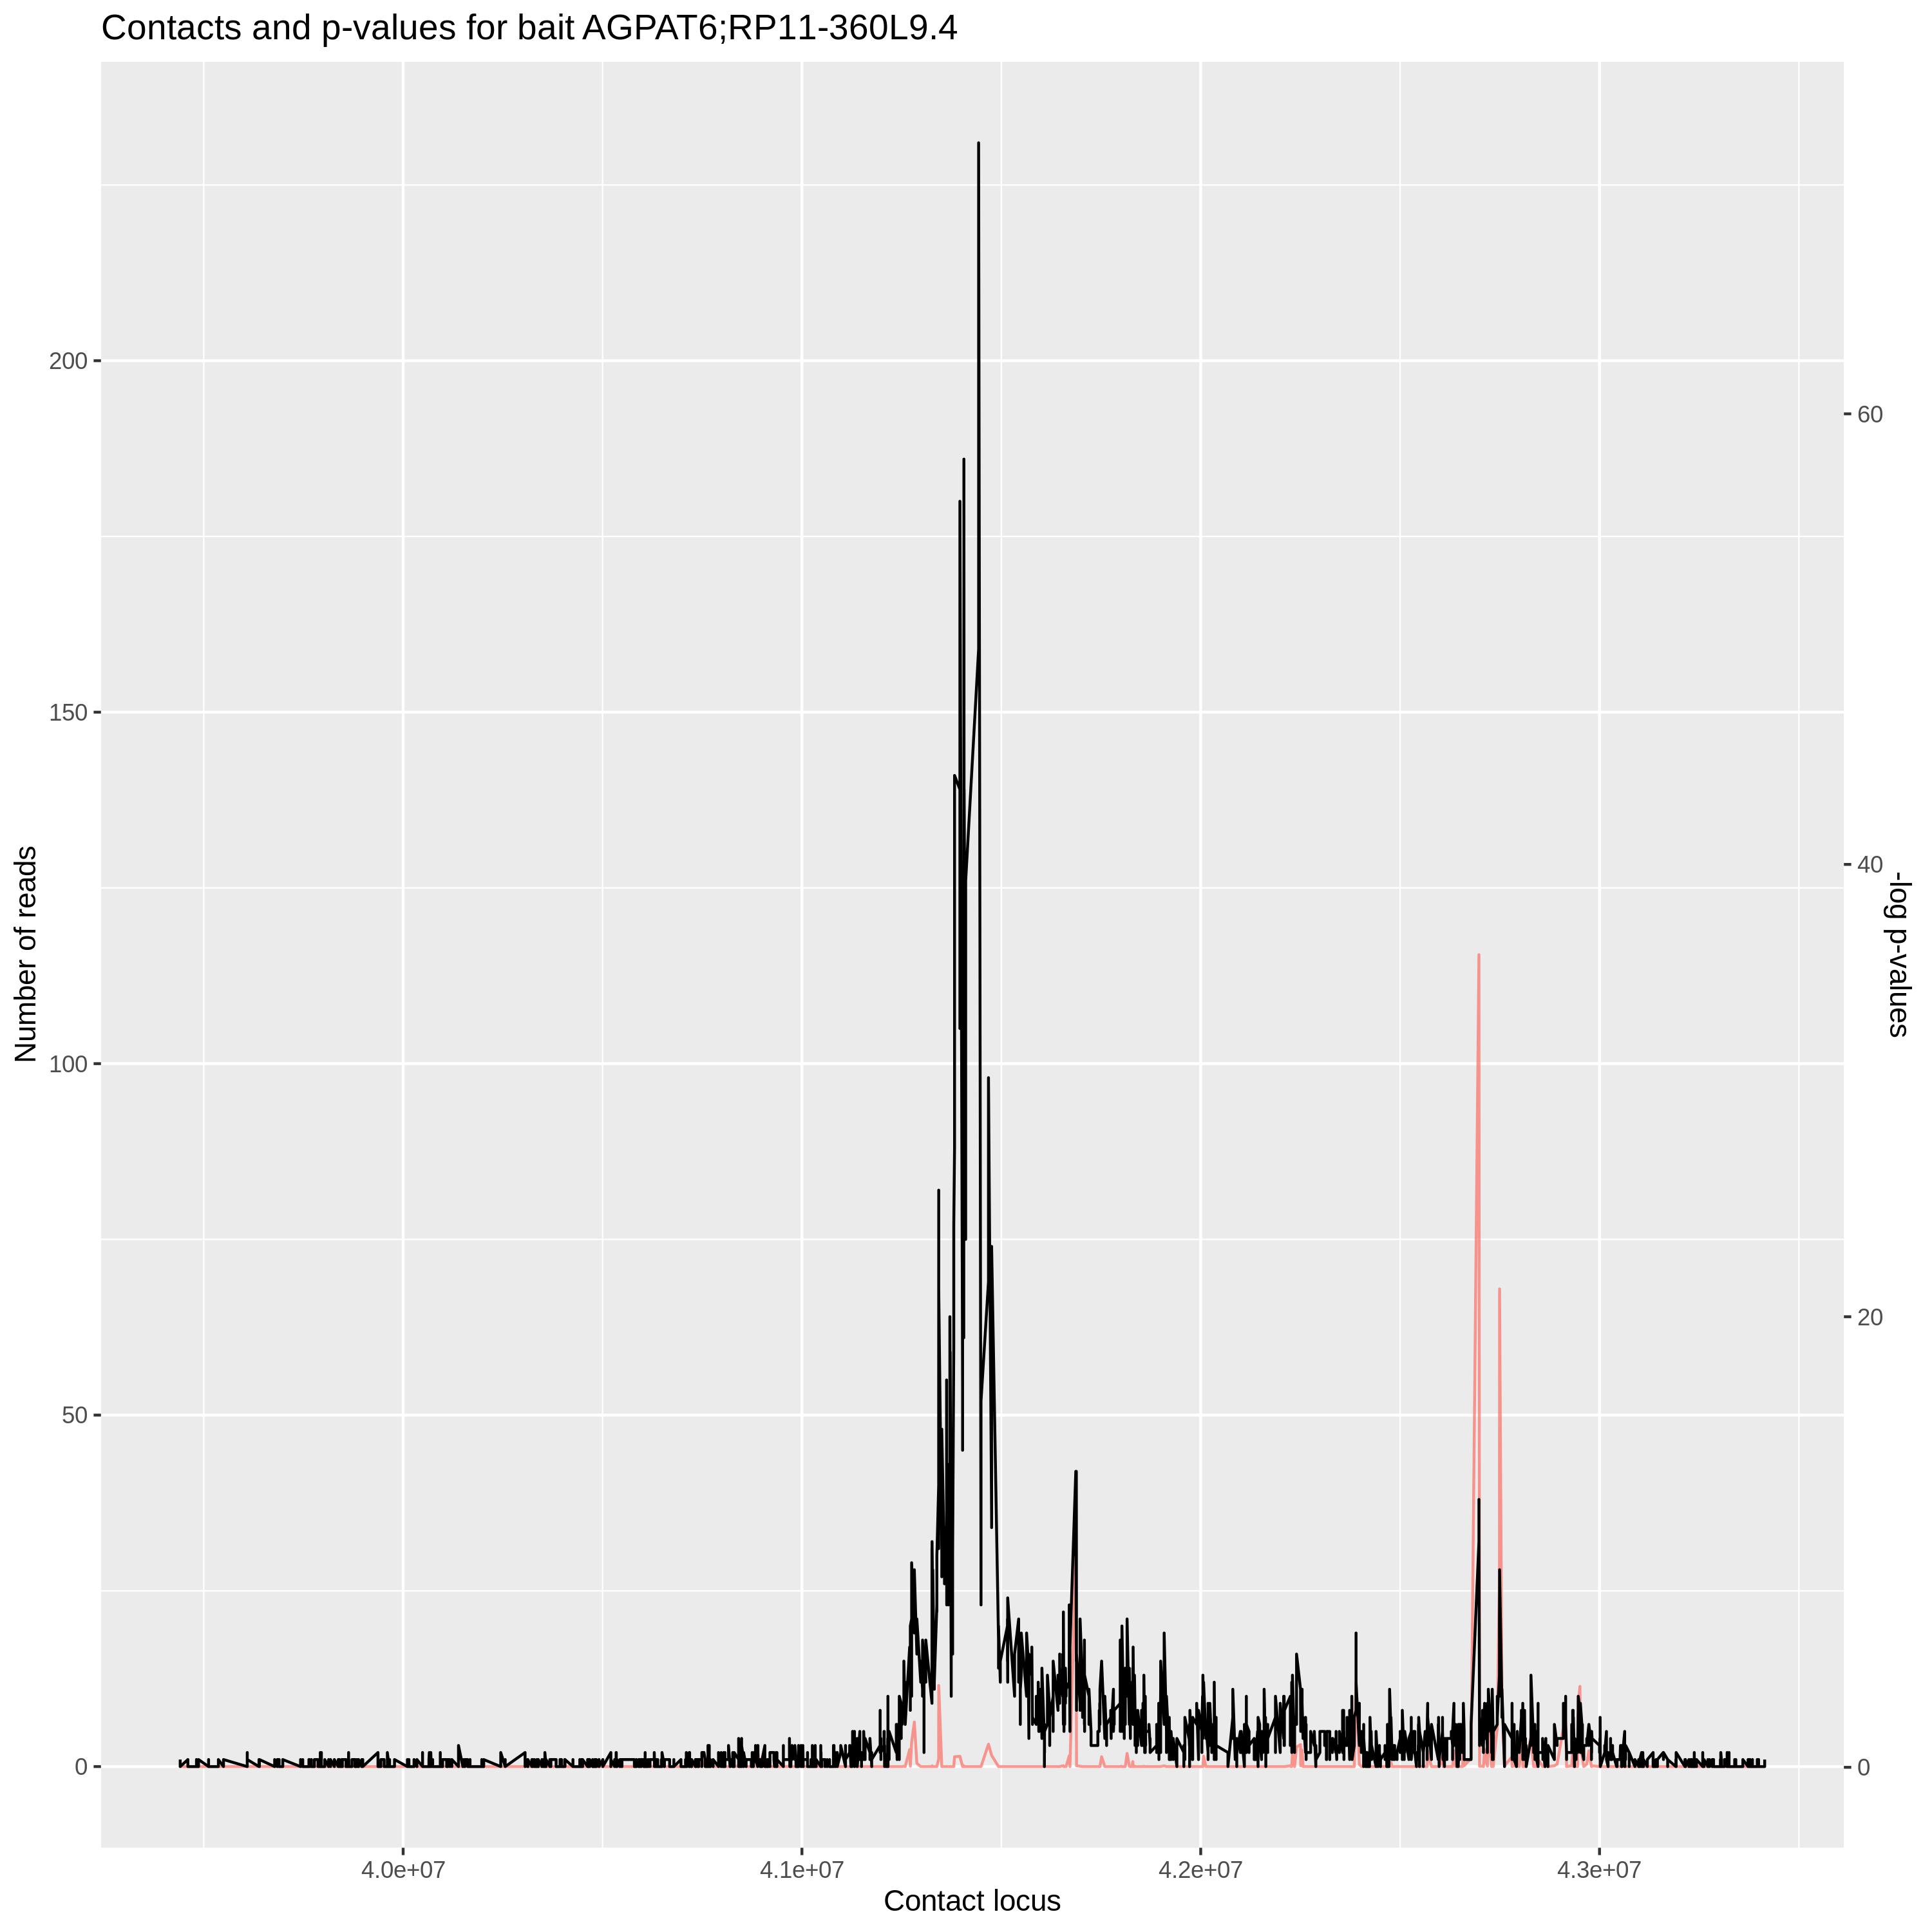 Contacts and p-values for bait AGPAT6;RP11-360L9.4
Number of reads
200
150
100
50
0
60
40
20
0
-log p-values
4.0e+07
4.1e+07
4.2e+07
4.3e+07
Contact locus